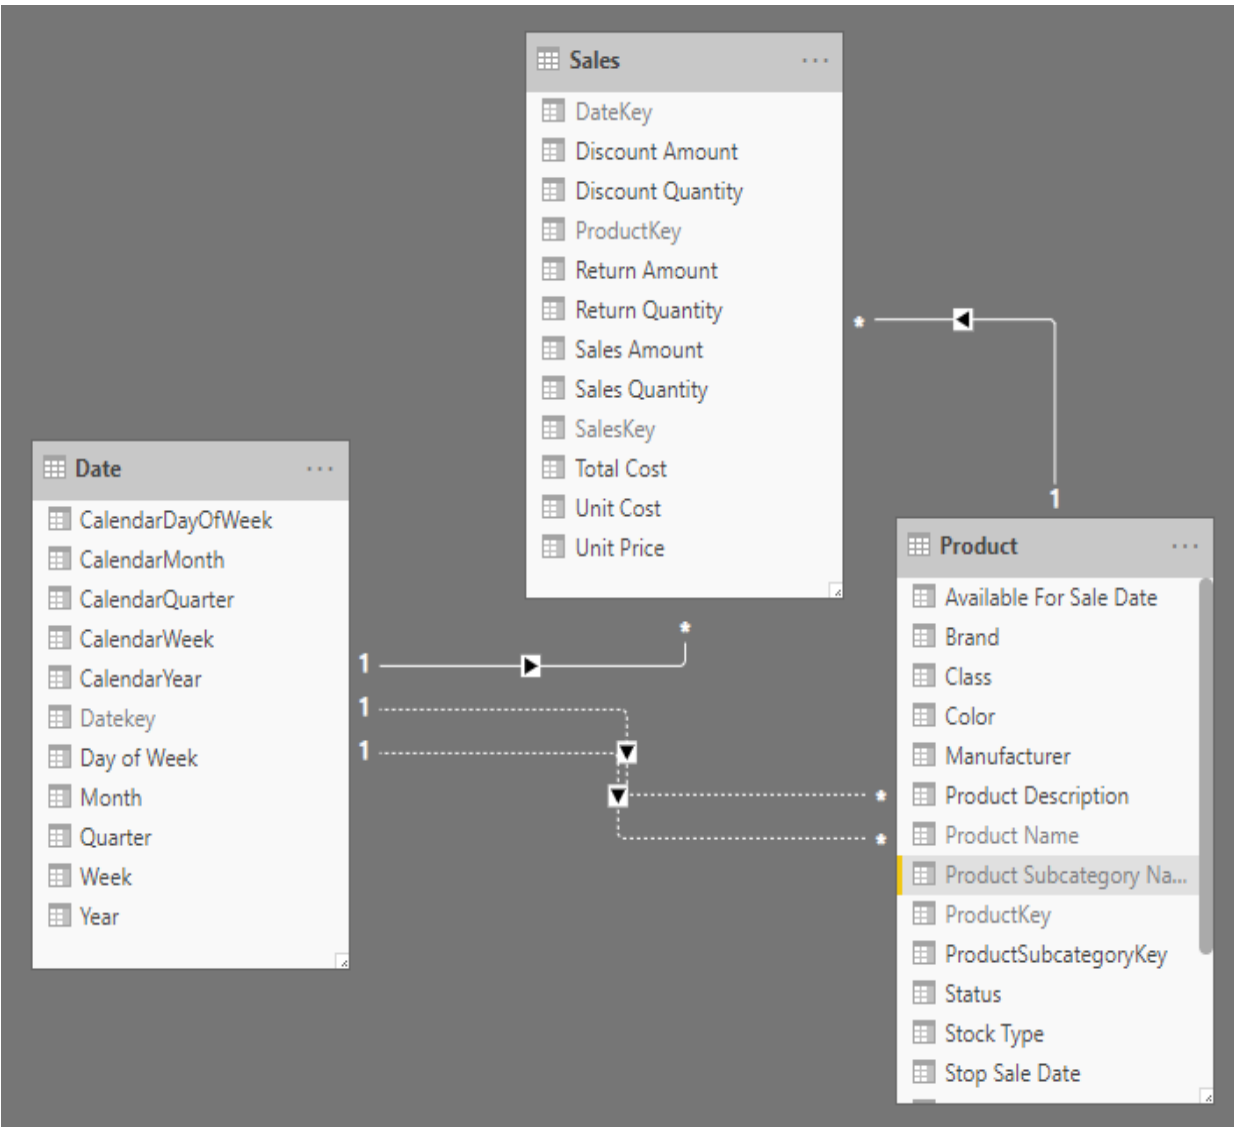 Sales ...
DateKey
Discount Amount
Discount Quantity
ProductKey
Return Amount
Return Quantity
Sales Amount
Sales Quantity
SalesKey
Total Cost
Unit Cost
Unit Price
*
1
*
Date ...
CalendarDayOfWeek
CalendarMonth
CalendarQuarter
CalendarWeek
CalendarYear
Datekey
Day of Week
Month
Quarter
Week
Year
1
1
1
*
*
Product ...
Available For Sale Date
Brand
Class
Color
Manufacturer
Product Description
Product Name
Product Subcategory Na...
ProductKey
ProductSubcategoryKey
Status
Stock Type
Stop Sale Date